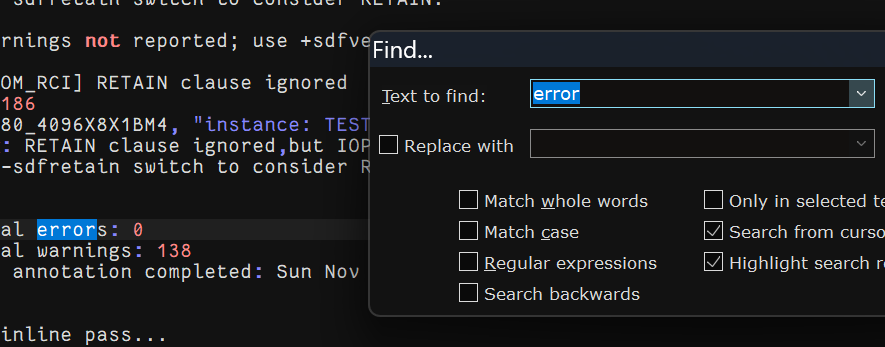 sdfretain switch to consider RETAIN.
rnings not reported; use +sdfve
OM_RCI] RETAIN clause ignored
186
80_4096X8X1BM4, "instance: TEST
: RETAIN clause ignored,but IOP
-sdfretain switch to consider R
al errors: 0
al warnings: 138
annotation completed: Sun Nov
inline pass...
Find...
Text to find:
error
Replace with
Match whole words
Only in selected te
Match case
Search from curso
Regular expressions
Highlight search re
Search backwards